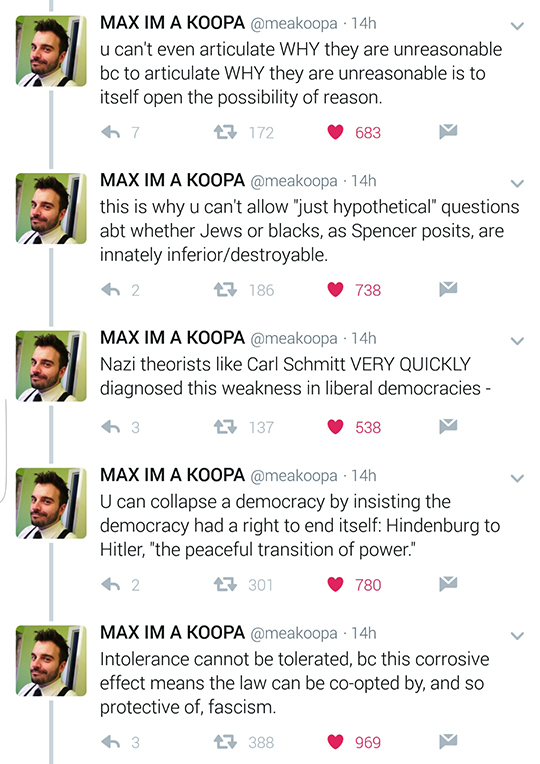 MAX IM A KOOPA @meakoopa · 14h
u can't even articulate WHY they are unreasonable
bc to articulate WHY they are unreasonable is to
itself open the possibility of reason.
7 172 683
MAX IM A KOOPA @meakoopa · 14h
this is why u can't allow "just hypothetical" questions
abt whether Jews or blacks, as Spencer posits, are
innately inferior/destroyable.
2 186 738
MAX IM A KOOPA @meakoopa · 14h
Nazi theorists like Carl Schmitt VERY QUICKLY
diagnosed this weakness in liberal democracies -
3 137 538
MAX IM A KOOPA @meakoopa · 14h
U can collapse a democracy by insisting the
democracy had a right to end itself: Hindenburg to
Hitler, "the peaceful transition of power."
2 301 780
MAX IM A KOOPA @meakoopa · 14h
Intolerance cannot be tolerated, bc this corrosive
effect means the law can be co-opted by, and so
protective of, fascism.
3 388 969